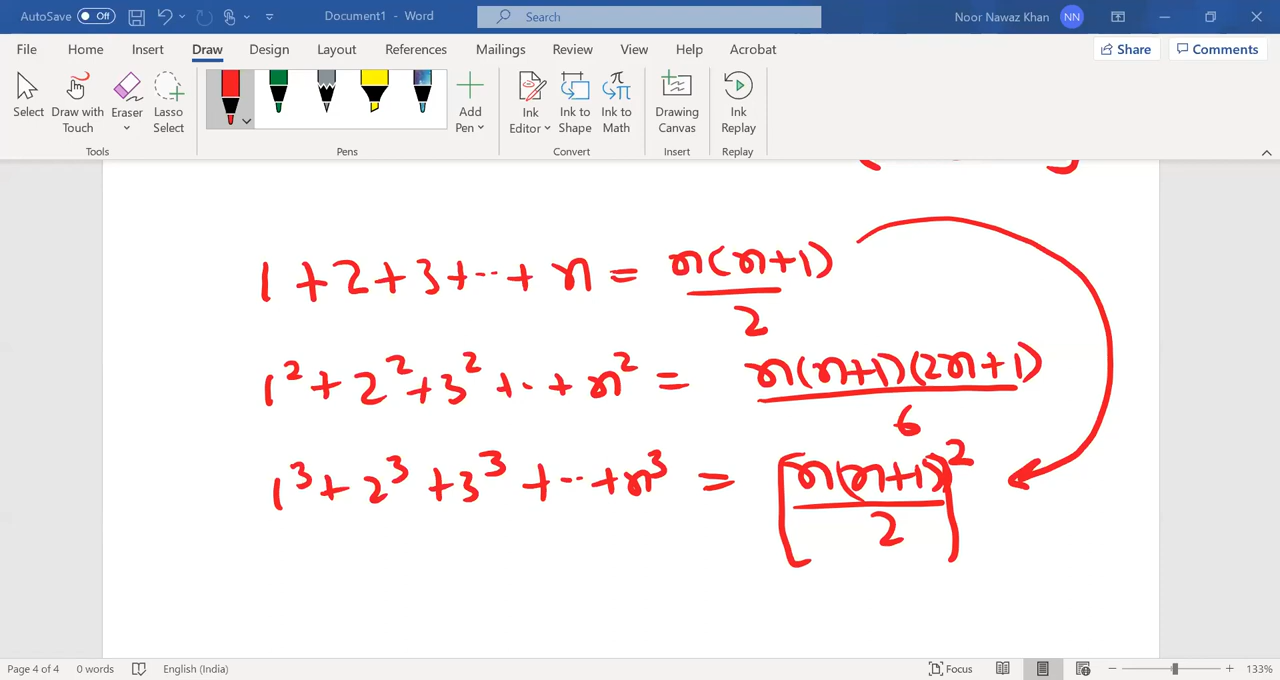 AutoSave Off Document1 - Word Search Noor Nawaz Khan NN
File Home Insert Draw Design Layout References Mailings Review View Help Acrobat Share Comments
Select Draw with Touch Eraser Lasso Select Add Pen Ink Editor Ink to Shape Ink to Math Drawing Canvas Ink Replay
Tools Pens Convert Insert Replay
1 + 2 + 3 + ... + n = n(n+1)/2
1² + 2² + 3² + ... + n² = n(n+1)(2n+1)/6
1³ + 2³ + 3³ + ... + n³ = [n(n+1)/2]²
Page 4 of 4 0 words English (India) Focus 133%